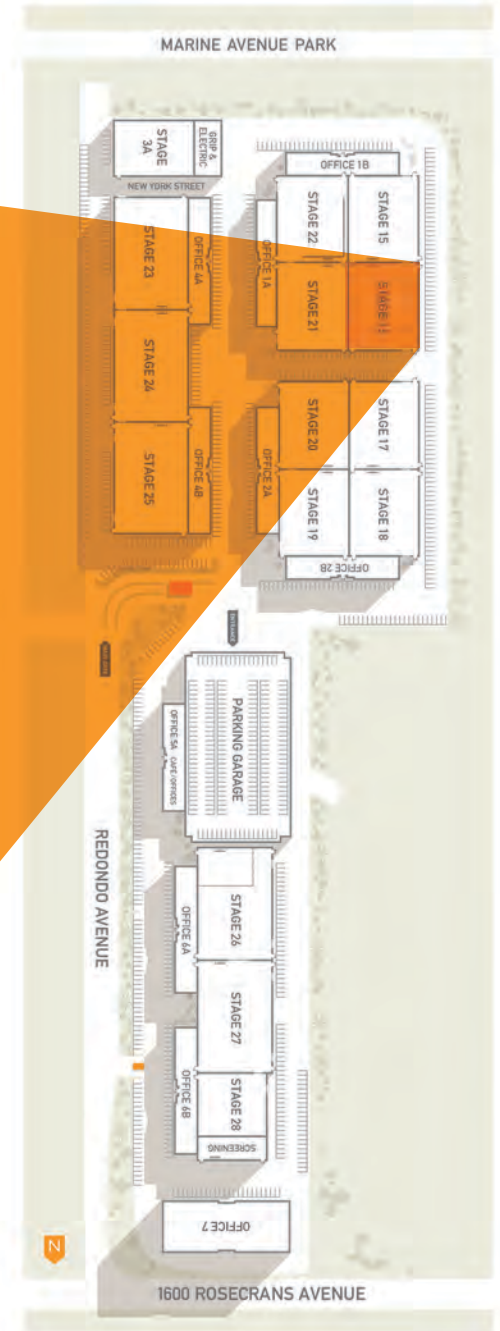 MARINE AVENUE PARK
STAGE
3A
GRIP &
ELECTRIC
NEW YORK STREET
OFFICE 1B
STAGE 22
STAGE 15
STAGE 23
OFFICE 4A
OFFICE 1A
STAGE 21
STAGE
STAGE 24
STAGE 25
OFFICE 4B
OFFICE 2A
STAGE 20
STAGE 17
STAGE 19
STAGE 18
OFFICE 2B
ENTRANCE
PARKING GARAGE
OFFICE 5A CAFÉ/OFFICES
REDONDO AVENUE
STAGE 26
OFFICE 6A
STAGE 27
OFFICE 6B
STAGE 28
SCREENING
OFFICE 7
N
1600 ROSECRANS AVENUE